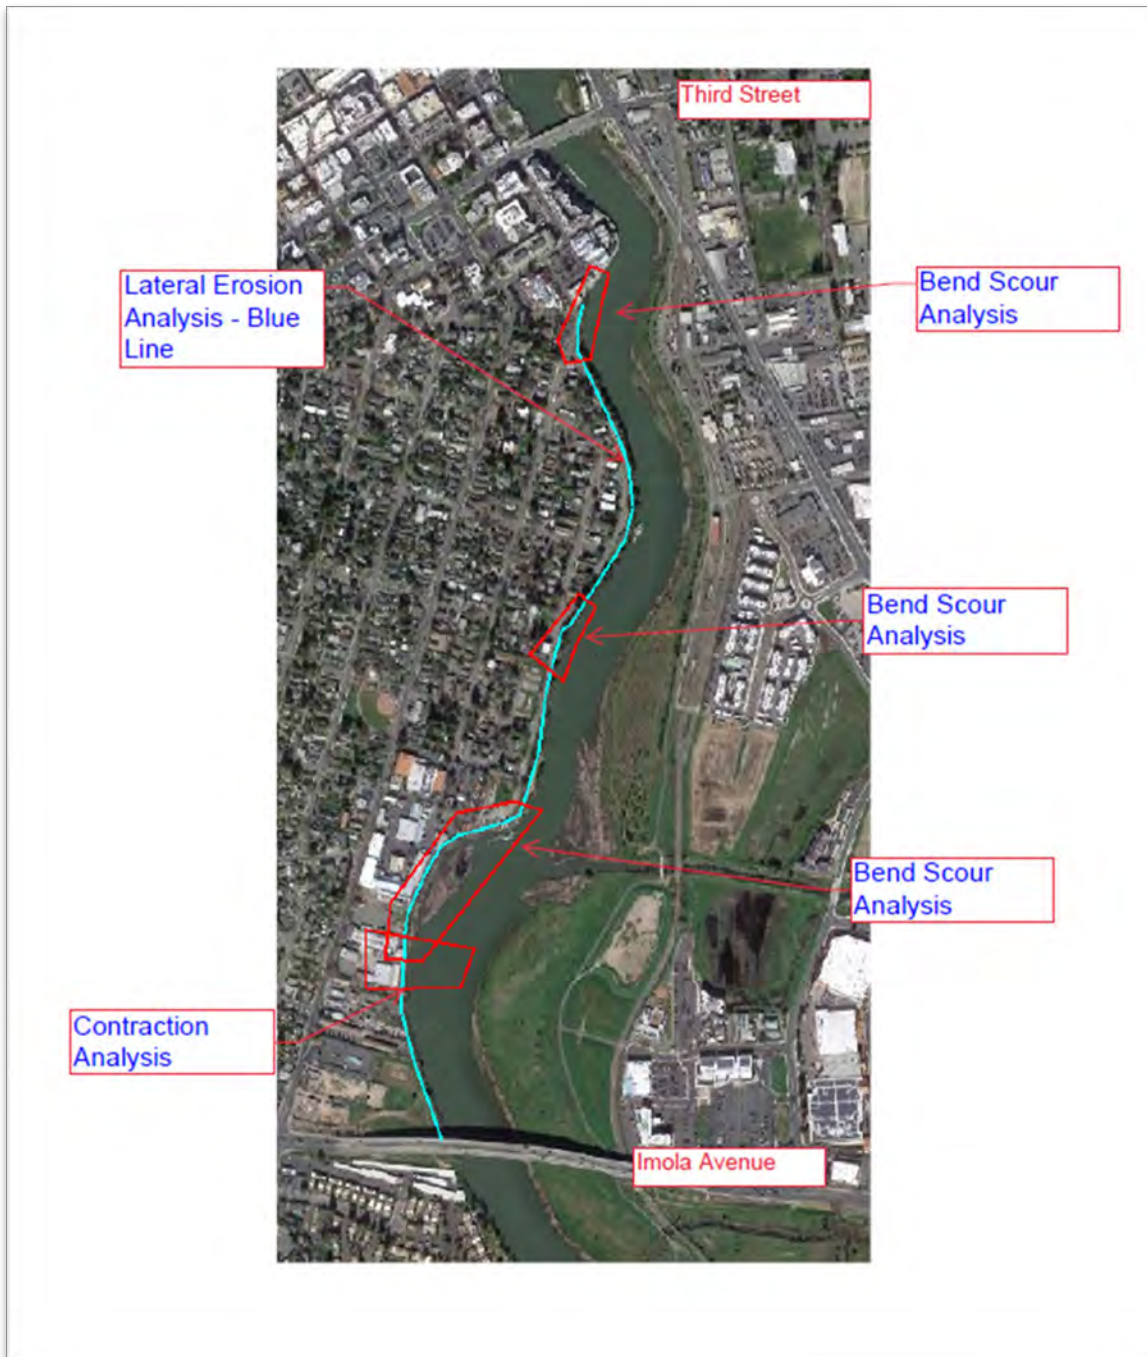 Third Street
Lateral Erosion
Analysis - Blue
Line
Bend Scour
Analysis
Bend Scour
Analysis
Bend Scour
Analysis
Contraction
Analysis
Imola Avenue